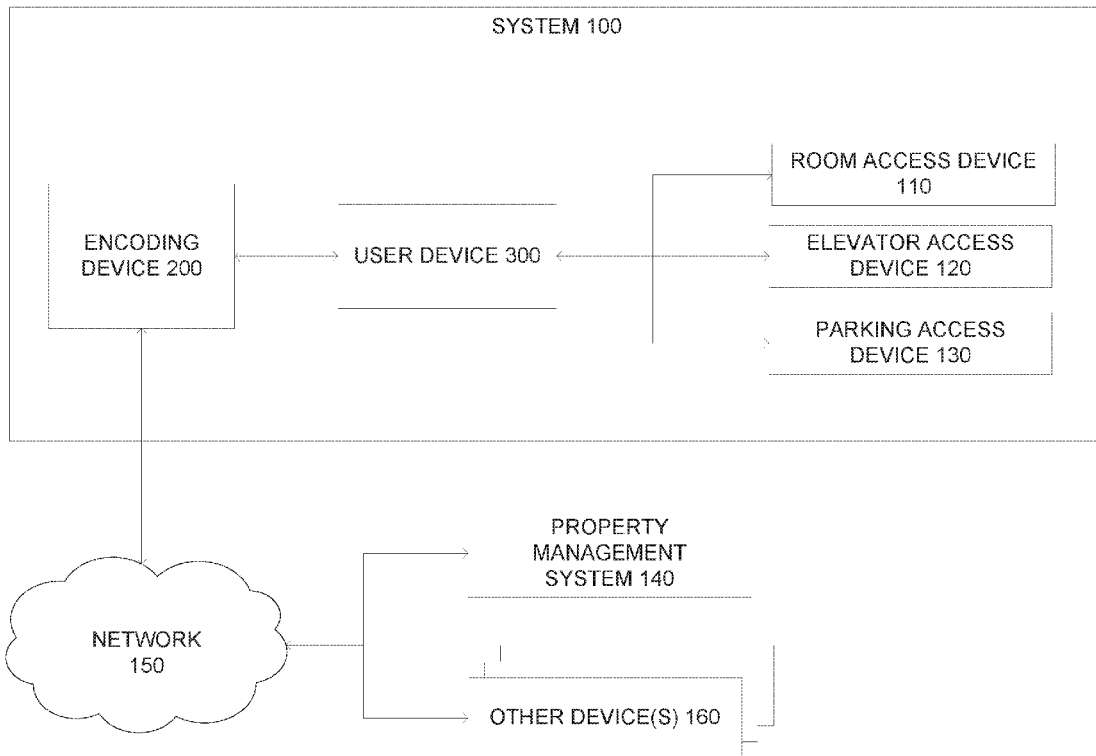 SYSTEM 100
ROOM ACCESS DEVICE
110
ENCODING
DEVICE 200
USER DEVICE 300
ELEVATOR ACCESS
DEVICE 120
PARKING ACCESS
DEVICE 130
PROPERTY
MANAGEMENT
SYSTEM 140
NETWORK
150
OTHER DEVICE(S) 160